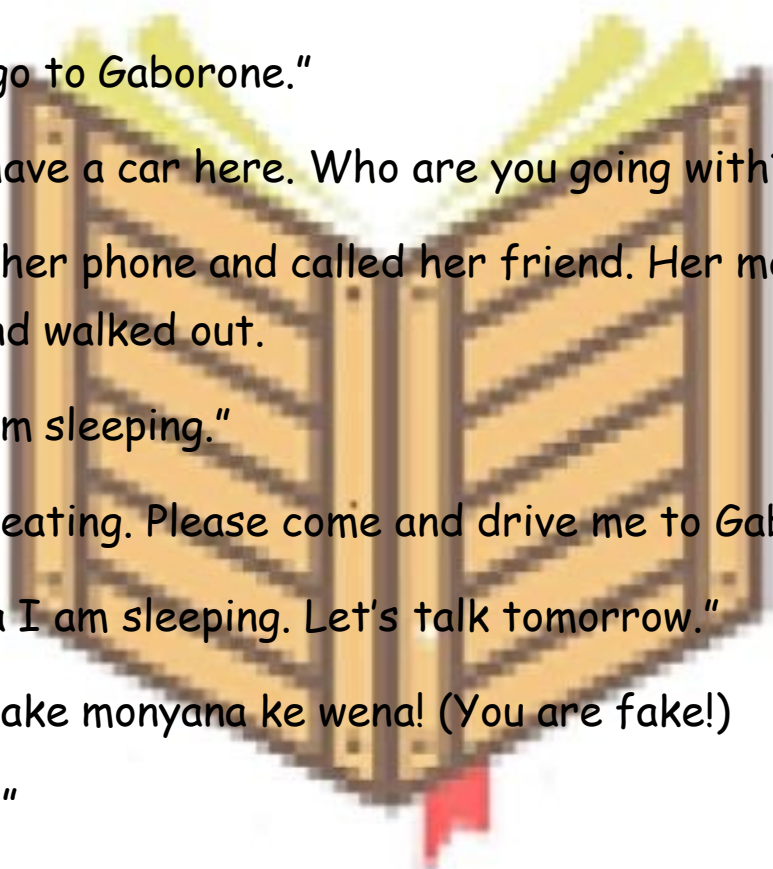 go to Gaborone.”
have a car here. Who are you going with
her phone and called her friend. Her
nd walked out.
m sleeping.”
eating. Please come and drive me to
I am sleeping. Let’s talk tomorrow.”
ake monyana ke wena! (You are fake!)
”